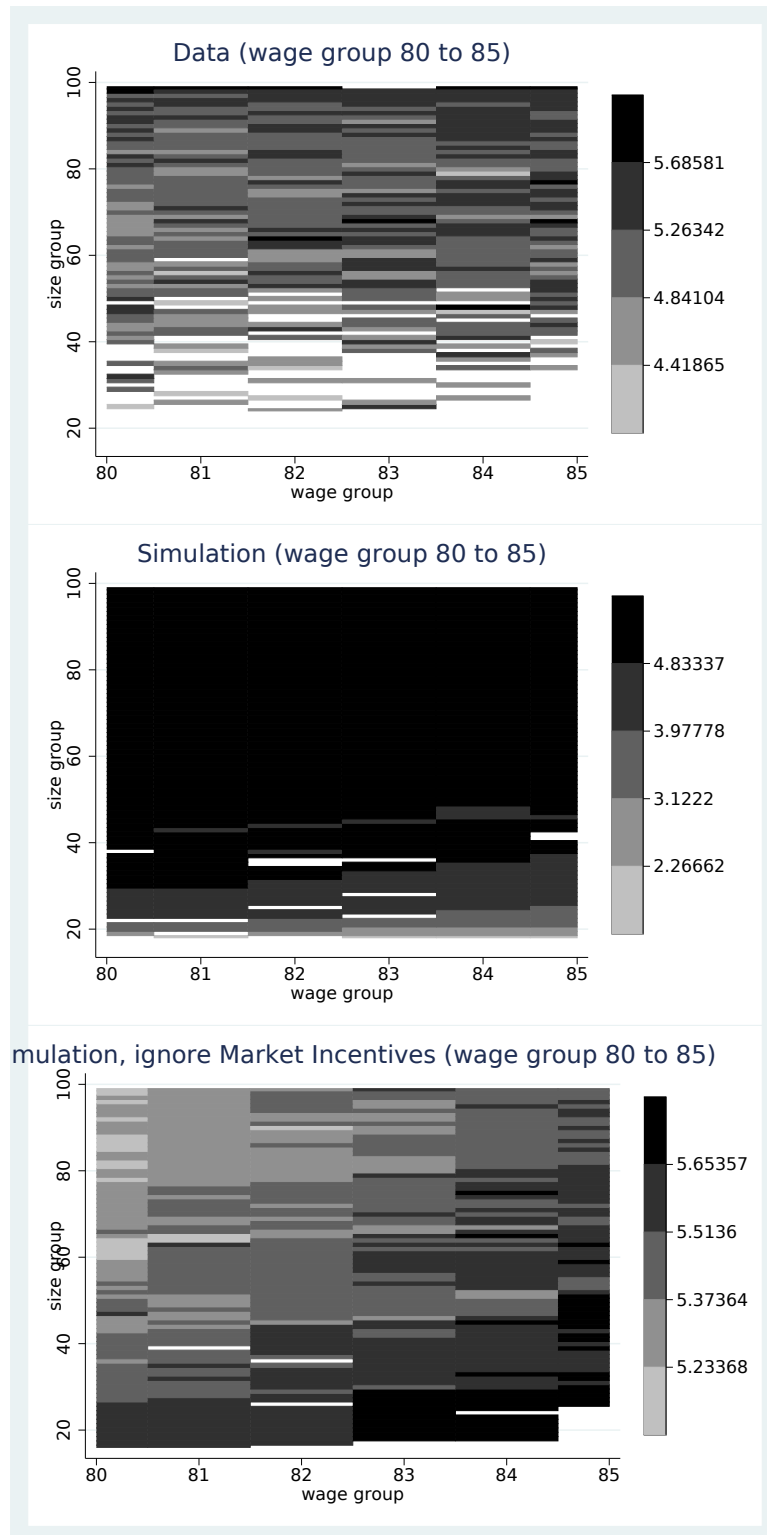 Data (wage group 80 to 85)
size group
100
80
60
40
20
80 81 82 83 84 85
wage group
5.68581
5.26342
4.84104
4.41865
Simulation (wage group 80 to 85)
size group
100
80
60
40
20
80 81 82 83 84 85
wage group
4.83337
3.97778
3.1222
2.26662
mulation, ignore Market Incentives (wage group 80 to 85)
size group
100
80
60
40
20
80 81 82 83 84 85
wage group
5.65357
5.5136
5.37364
5.23368